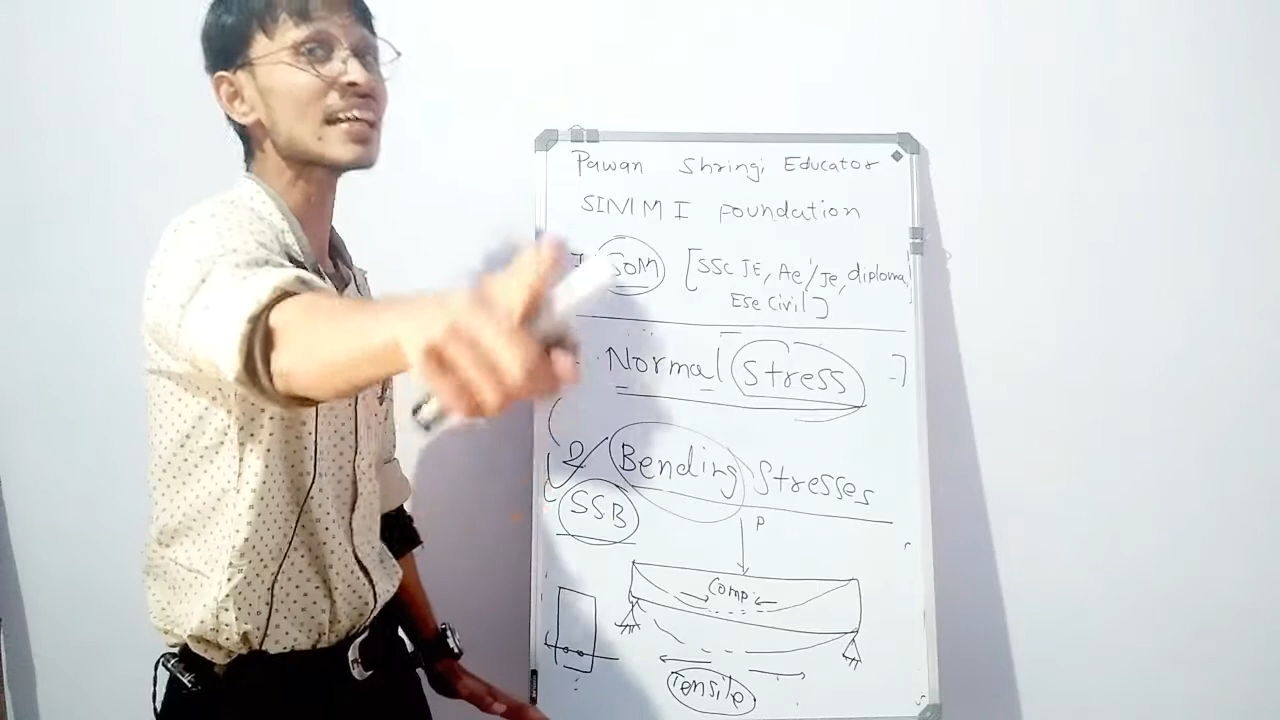 Pawan Shringi Educator
SIMMI Foundation
SOM [SSC JE, Ae/Je, diploma,
Ese Civil]
Normal Stress
2 Bending Stresses
SSB
P
Comp.
Tensile